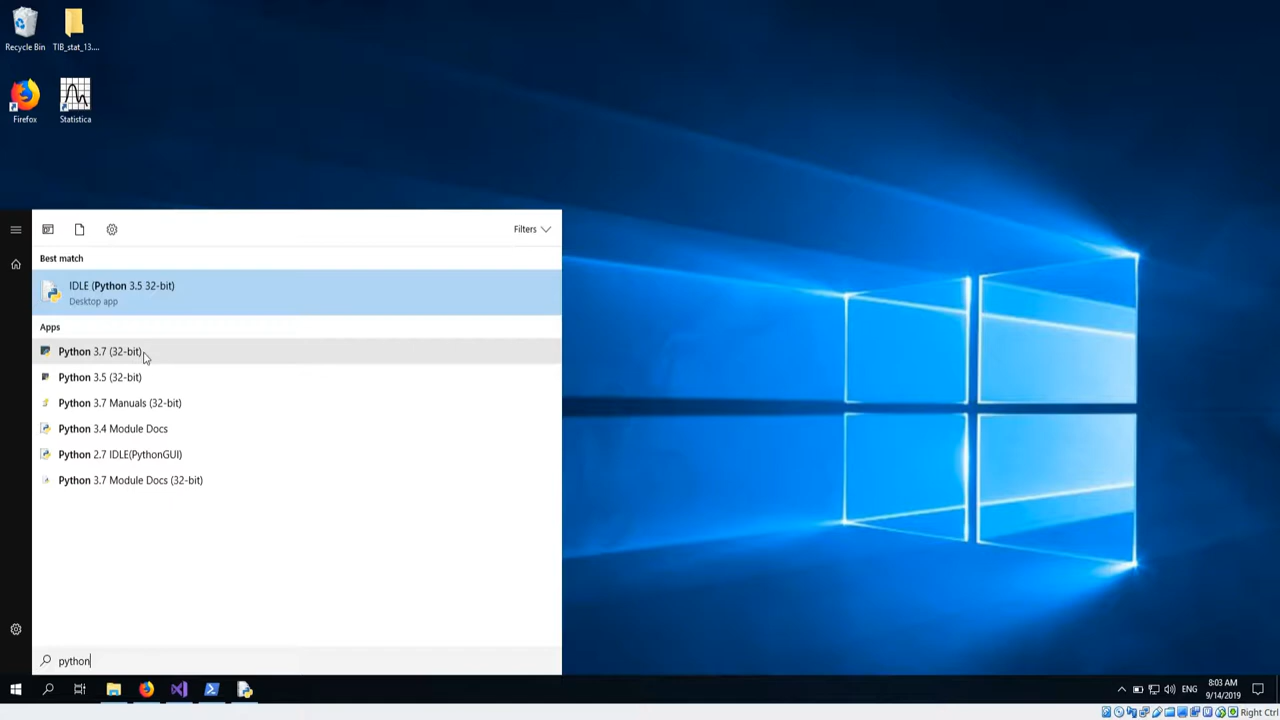 Recycle Bin
TIB_stat_13....
Firefox
Statistica
Filters
Best match
IDLE (Python 3.5 32-bit)
Desktop app
Apps
Python 3.7 (32-bit)
Python 3.5 (32-bit)
Python 3.7 Manuals (32-bit)
Python 3.4 Module Docs
Python 2.7 IDLE(PythonGUI)
Python 3.7 Module Docs (32-bit)
python
ENG
8:03 AM
9/14/2019
Right Ctrl